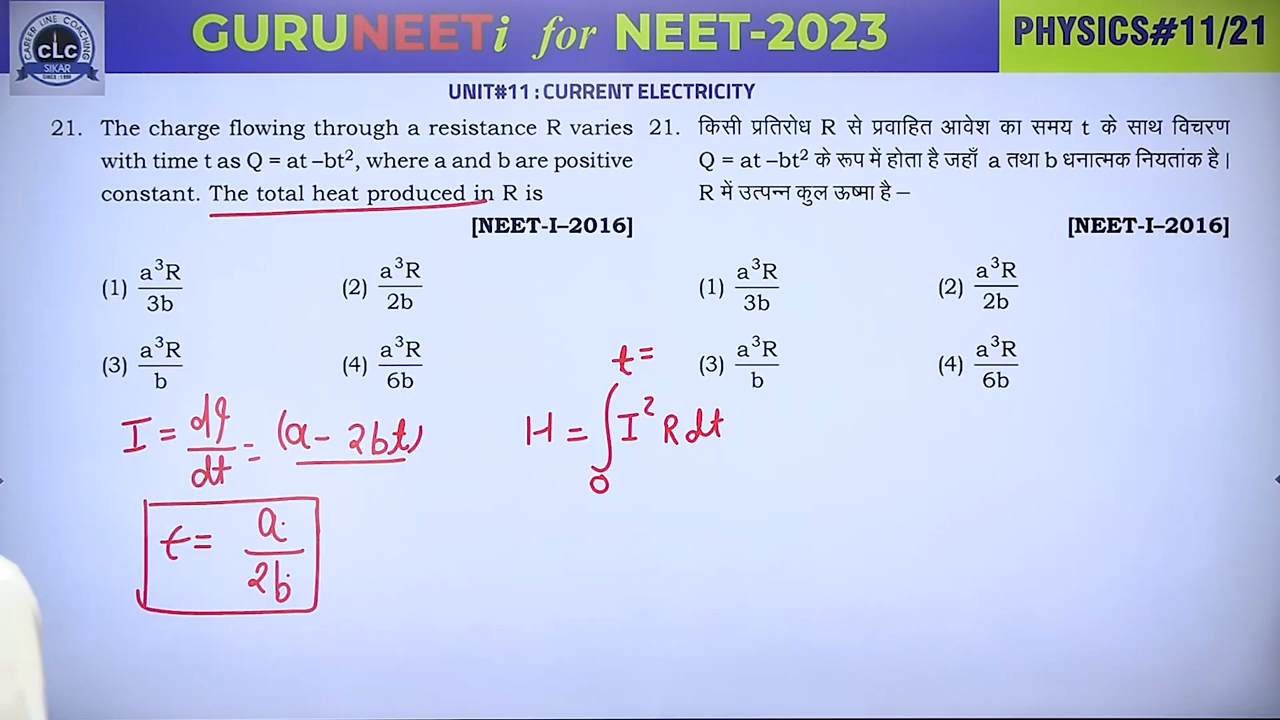 CAREER LINE COACHING
CLC
SIKAR
SINCE : 1996
GURUNEETi for NEET-2023
PHYSICS#11/21
UNIT#11 : CURRENT ELECTRICITY
21. The charge flowing through a resistance R varies
with time t as Q = at –bt², where a and b are positive
constant. The total heat produced in R is
[NEET-I–2016]
(1) a³R/3b (2) a³R/2b
(3) a³R/b (4) a³R/6b
21. किसी प्रतिरोध R से प्रवाहित आवेश का समय t के साथ विचरण
Q = at –bt² के रूप में होता है जहाँ a तथा b धनात्मक नियतांक है।
R में उत्पन्न कुल ऊष्मा है –
[NEET-I–2016]
(1) a³R/3b (2) a³R/2b
(3) a³R/b (4) a³R/6b
I = dq/dt = (a - 2bt)
t = a/2b
t =
H = ∫ I² R dt
0